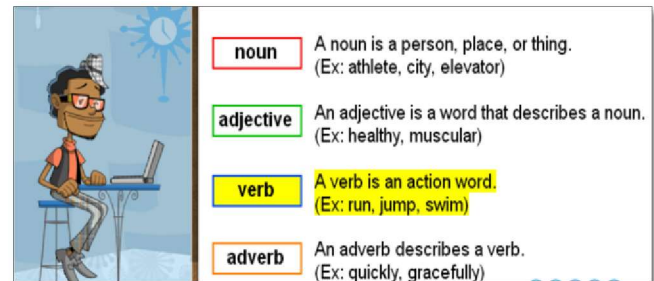 noun
A noun is a person, place, or thing.
(Ex: athlete, city, elevator)
adjective
An adjective is a word that describes a noun.
(Ex: healthy, muscular)
verb
A verb is an action word.
(Ex: run, jump, swim)
adverb
An adverb describes a verb.
(Ex: quickly, gracefully)